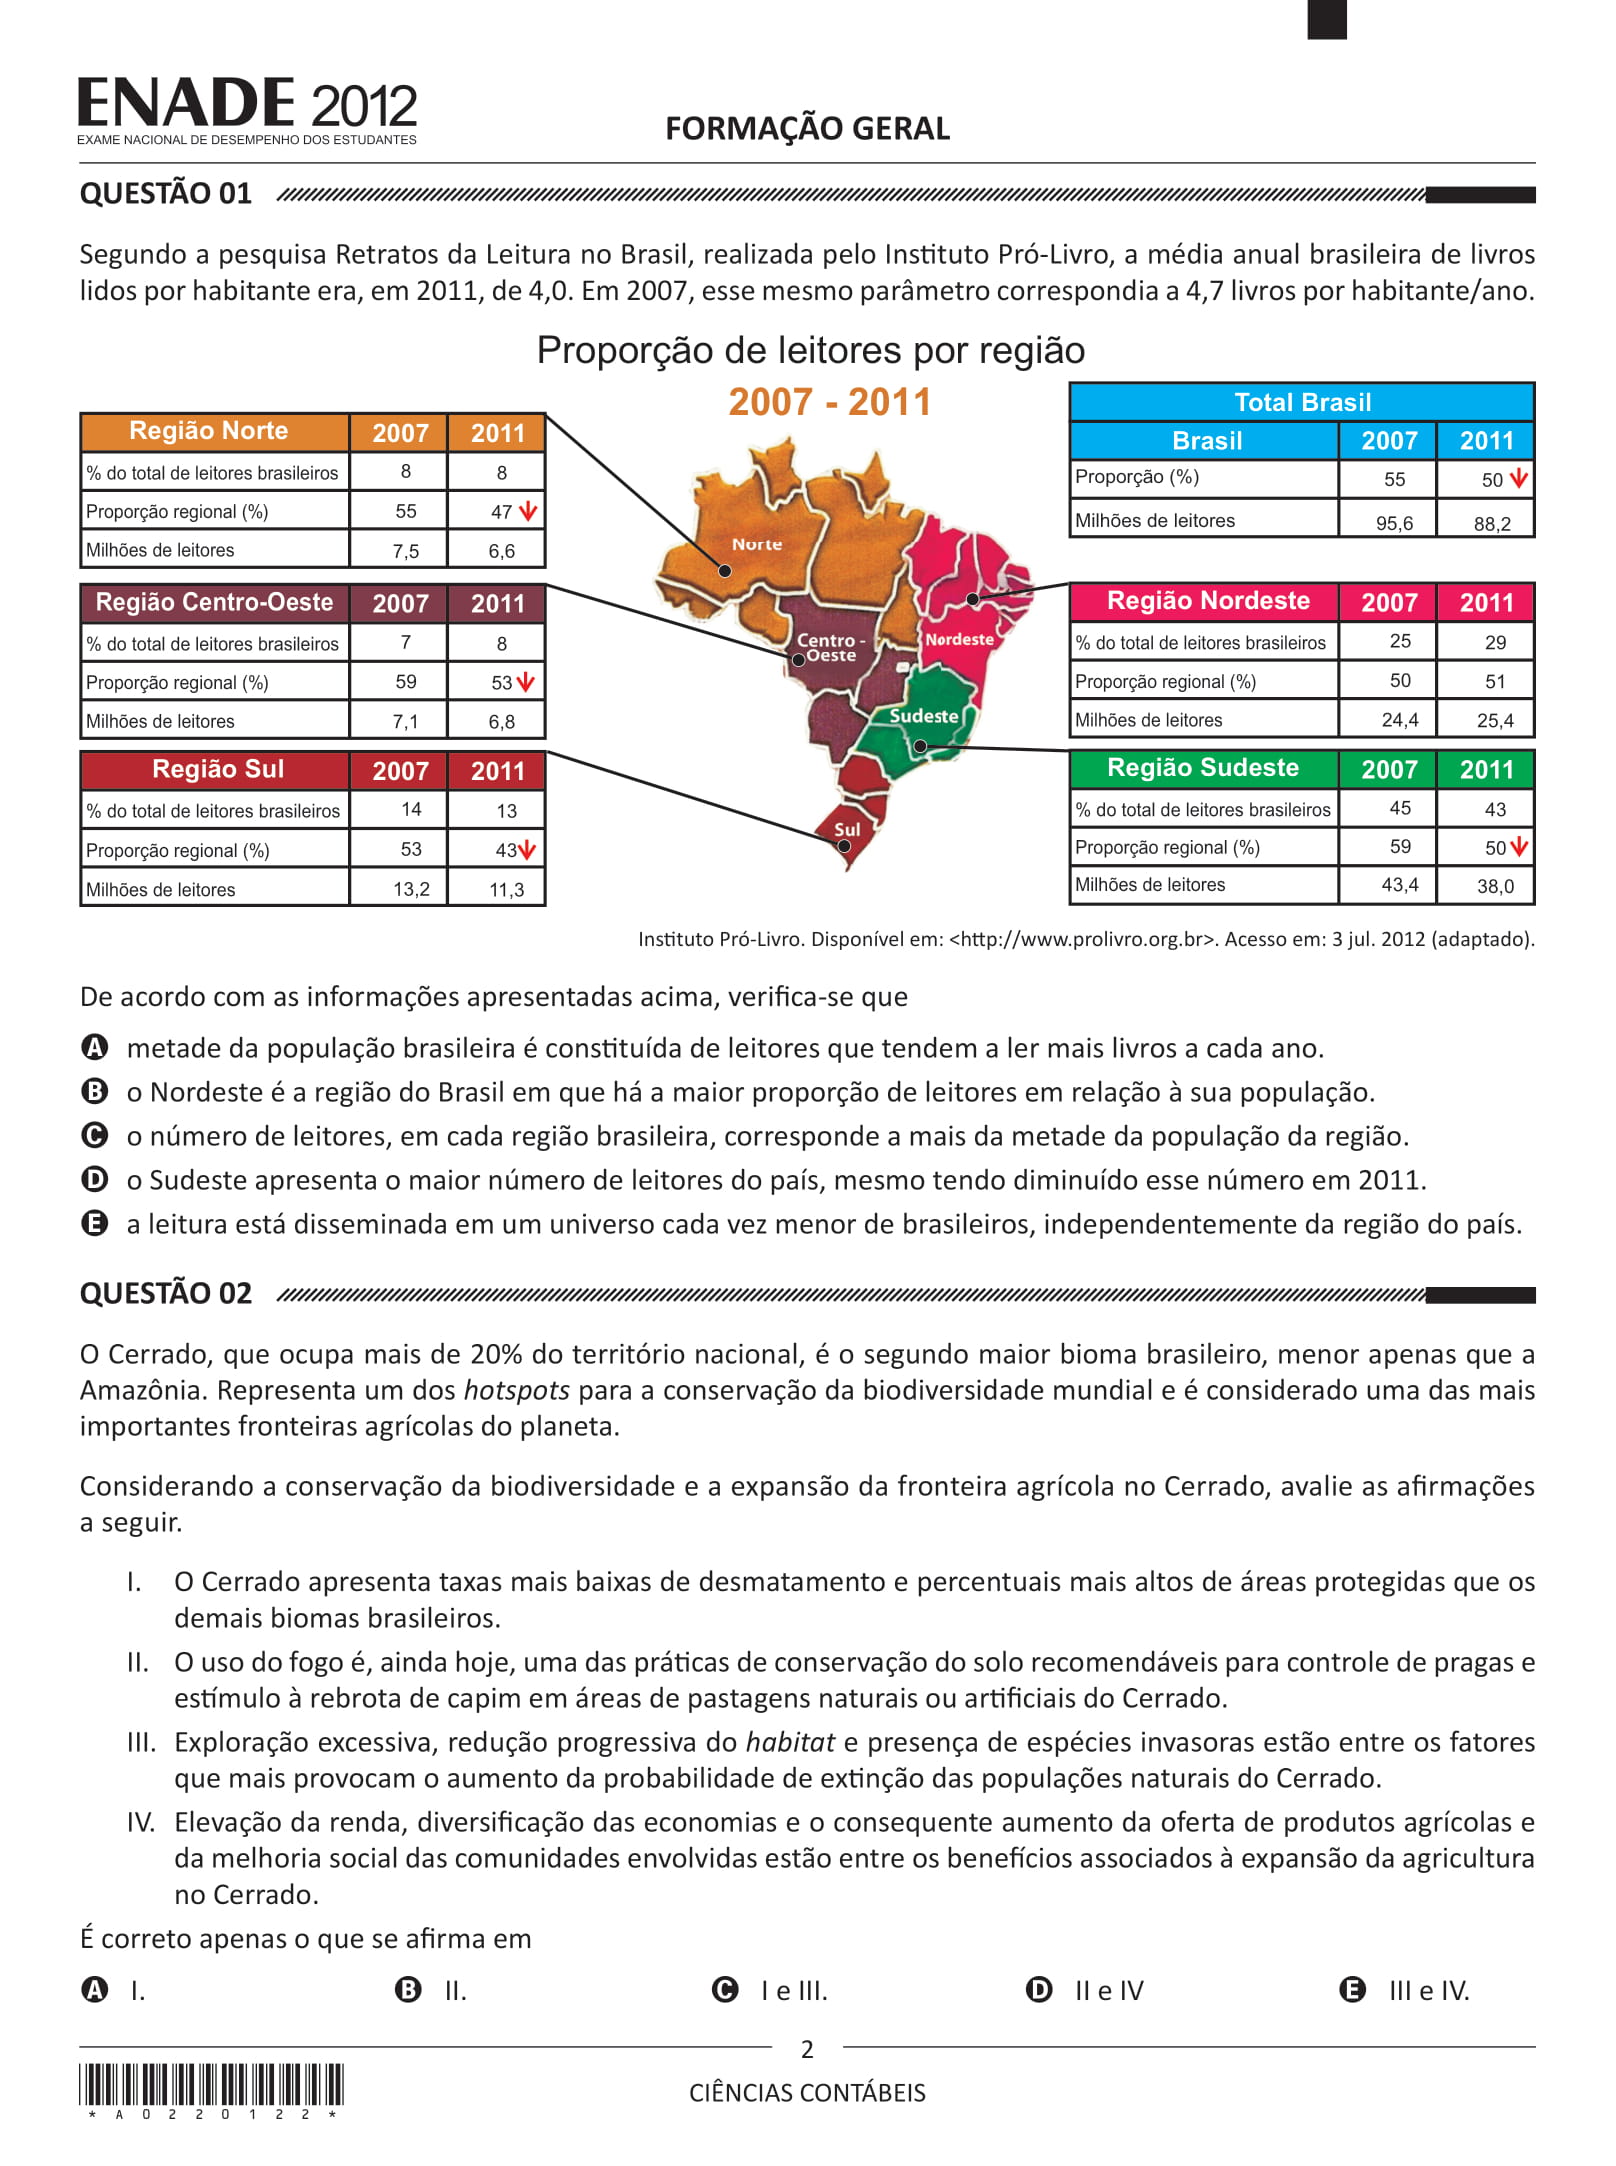 ENADE 2012
EXAME NACIONAL DE DESEMPENHO DOS ESTUDANTES
FORMAÇÃO GERAL
QUESTÃO 01
Segundo a pesquisa Retratos da Leitura no Brasil, realizada pelo Instituto Pró-Livro, a média anual brasileira de livros
lidos por habitante era, em 2011, de 4,0. Em 2007, esse mesmo parâmetro correspondia a 4,7 livros por habitante/ano.
Proporção de leitores por região
2007 - 2011
Região Norte 2007 2011
% do total de leitores brasileiros 8 8
Proporção regional (%) 55 47
Milhões de leitores 7,5 6,6
Região Centro-Oeste 2007 2011
% do total de leitores brasileiros 7 8
Proporção regional (%) 59 53
Milhões de leitores 7,1 6,8
Região Sul 2007 2011
% do total de leitores brasileiros 14 13
Proporção regional (%) 53 43
Milhões de leitores 13,2 11,3
Norte
Centro -
Oeste
Nordeste
Sudeste
Sul
Total Brasil
Brasil 2007 2011
Proporção (%) 55 50
Milhões de leitores 95,6 88,2
Região Nordeste 2007 2011
% do total de leitores brasileiros 25 29
Proporção regional (%) 50 51
Milhões de leitores 24,4 25,4
Região Sudeste 2007 2011
% do total de leitores brasileiros 45 43
Proporção regional (%) 59 50
Milhões de leitores 43,4 38,0
Instituto Pró-Livro. Disponível em: <http://www.prolivro.org.br>. Acesso em: 3 jul. 2012 (adaptado).
De acordo com as informações apresentadas acima, verifica-se que
A metade da população brasileira é constituída de leitores que tendem a ler mais livros a cada ano.
B o Nordeste é a região do Brasil em que há a maior proporção de leitores em relação à sua população.
C o número de leitores, em cada região brasileira, corresponde a mais da metade da população da região.
D o Sudeste apresenta o maior número de leitores do país, mesmo tendo diminuído esse número em 2011.
E a leitura está disseminada em um universo cada vez menor de brasileiros, independentemente da região do país.
QUESTÃO 02
O Cerrado, que ocupa mais de 20% do território nacional, é o segundo maior bioma brasileiro, menor apenas que a
Amazônia. Representa um dos hotspots para a conservação da biodiversidade mundial e é considerado uma das mais
importantes fronteiras agrícolas do planeta.
Considerando a conservação da biodiversidade e a expansão da fronteira agrícola no Cerrado, avalie as afirmações
a seguir.
I. O Cerrado apresenta taxas mais baixas de desmatamento e percentuais mais altos de áreas protegidas que os
demais biomas brasileiros.
II. O uso do fogo é, ainda hoje, uma das práticas de conservação do solo recomendáveis para controle de pragas e
estímulo à rebrota de capim em áreas de pastagens naturais ou artificiais do Cerrado.
III. Exploração excessiva, redução progressiva do habitat e presença de espécies invasoras estão entre os fatores
que mais provocam o aumento da probabilidade de extinção das populações naturais do Cerrado.
IV. Elevação da renda, diversificação das economias e o consequente aumento da oferta de produtos agrícolas e
da melhoria social das comunidades envolvidas estão entre os benefícios associados à expansão da agricultura
no Cerrado.
É correto apenas o que se afirma em
A I. B II. C I e III. D II e IV E III e IV.
2
CIÊNCIAS CONTÁBEIS
* A 0 2 2 0 1 2 2 *